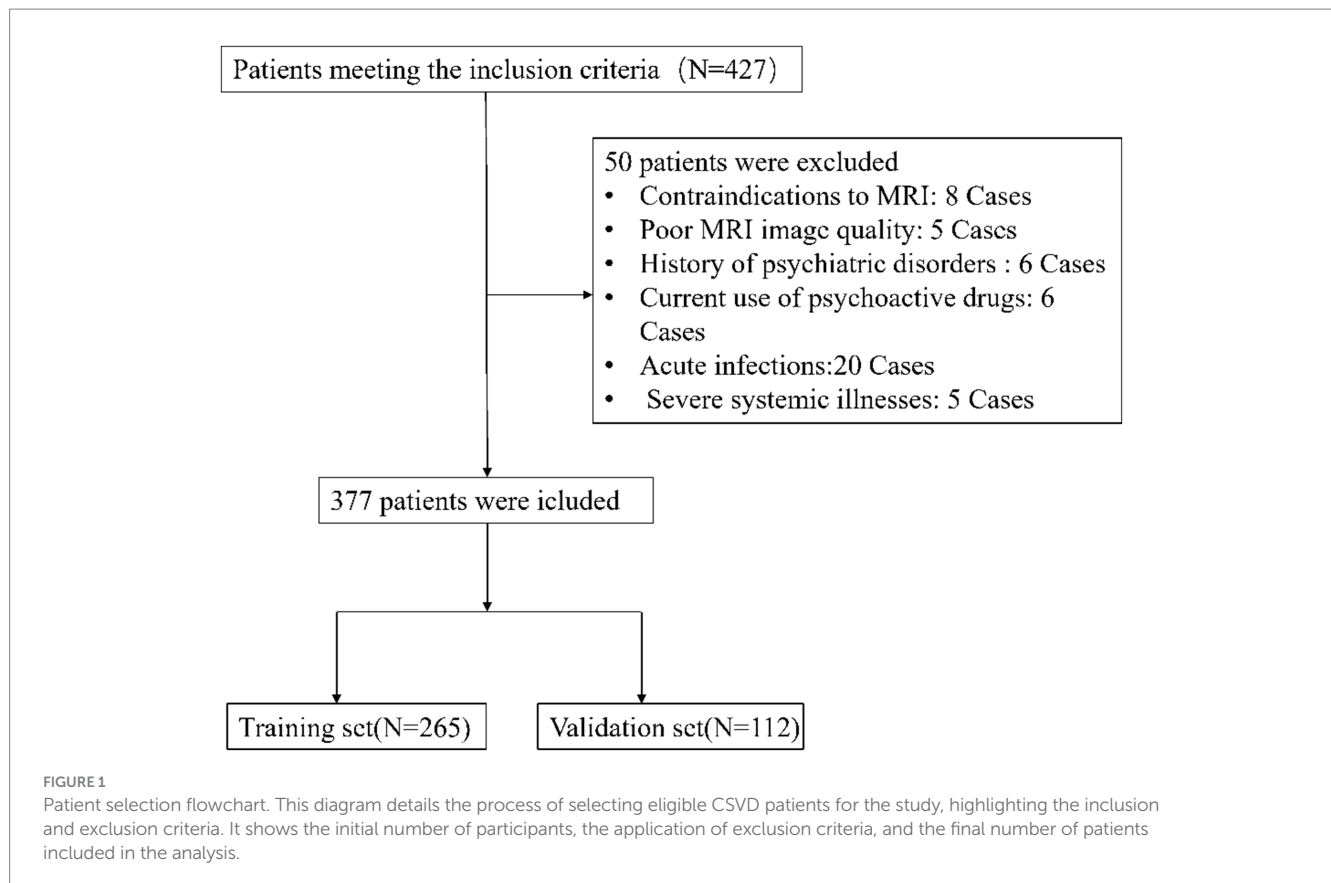 Patients meeting the inclusion criteria (N=427)
50 patients were excluded
• Contraindications to MRI: 8 Cases
• Poor MRI image quality: 5 Cases
• History of psychiatric disorders : 6 Cases
• Current use of psychoactive drugs: 6
Cases
• Acute infections:20 Cases
• Severe systemic illnesses: 5 Cases
377 patients were icluded
Training set(N=265)
Validation set(N=112)
FIGURE 1
Patient selection flowchart. This diagram details the process of selecting eligible CSVD patients for the study, highlighting the inclusion
and exclusion criteria. It shows the initial number of participants, the application of exclusion criteria, and the final number of patients
included in the analysis.